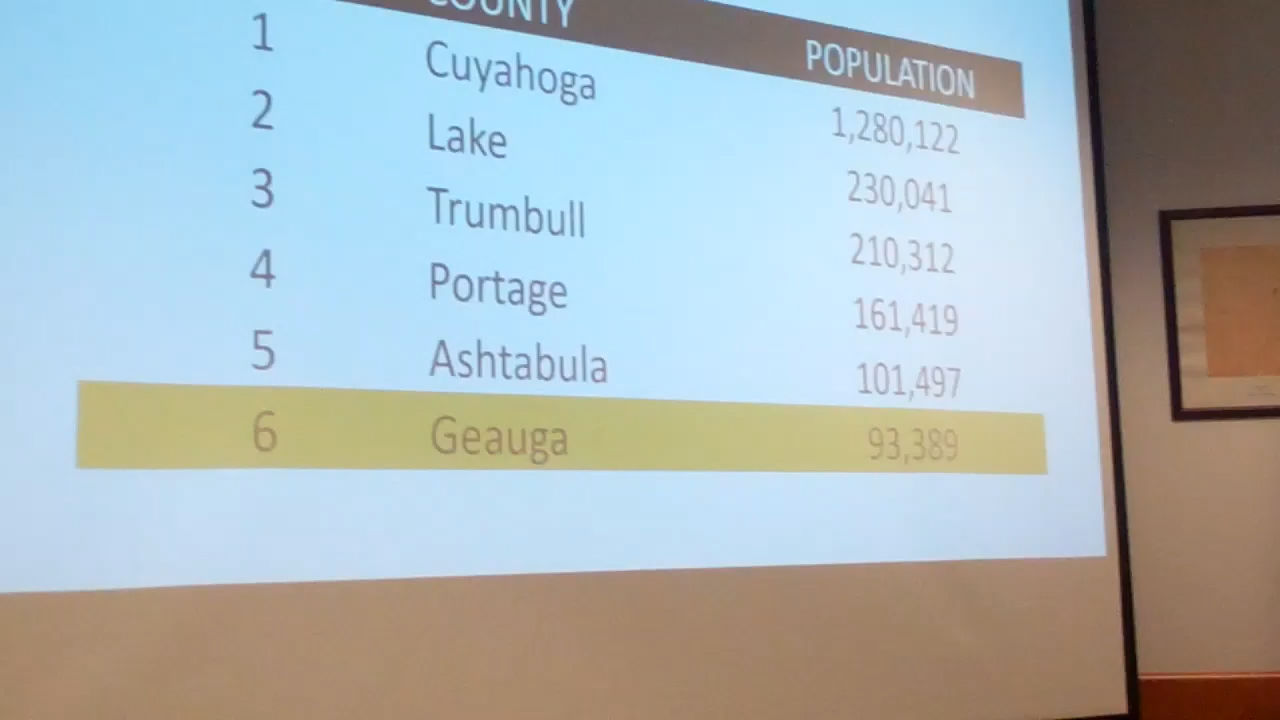 COUNTY POPULATION
1 Cuyahoga 1,280,122
2 Lake 230,041
3 Trumbull 210,312
4 Portage 161,419
5 Ashtabula 101,497
6 Geauga 93,389